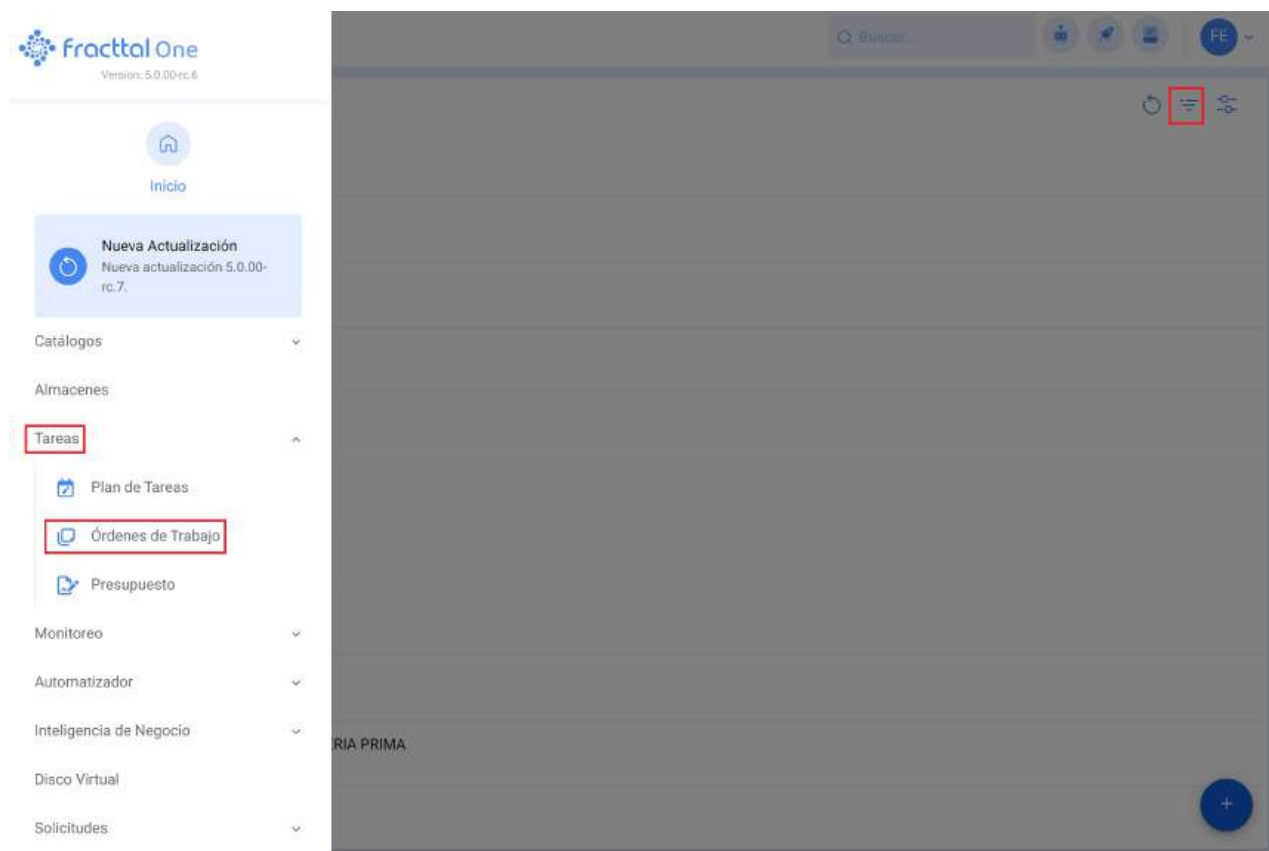 fracttal One
Version: 5.0.00-rc.6
Buscar...
FE
Inicio
Nueva Actualización
Nueva actualización 5.0.00-
rc.7.
Catálogos
Almacenes
Tareas
Plan de Tareas
Órdenes de Trabajo
Presupuesto
Monitoreo
Automatizador
Inteligencia de Negocio
RIA PRIMA
Disco Virtual
Solicitudes